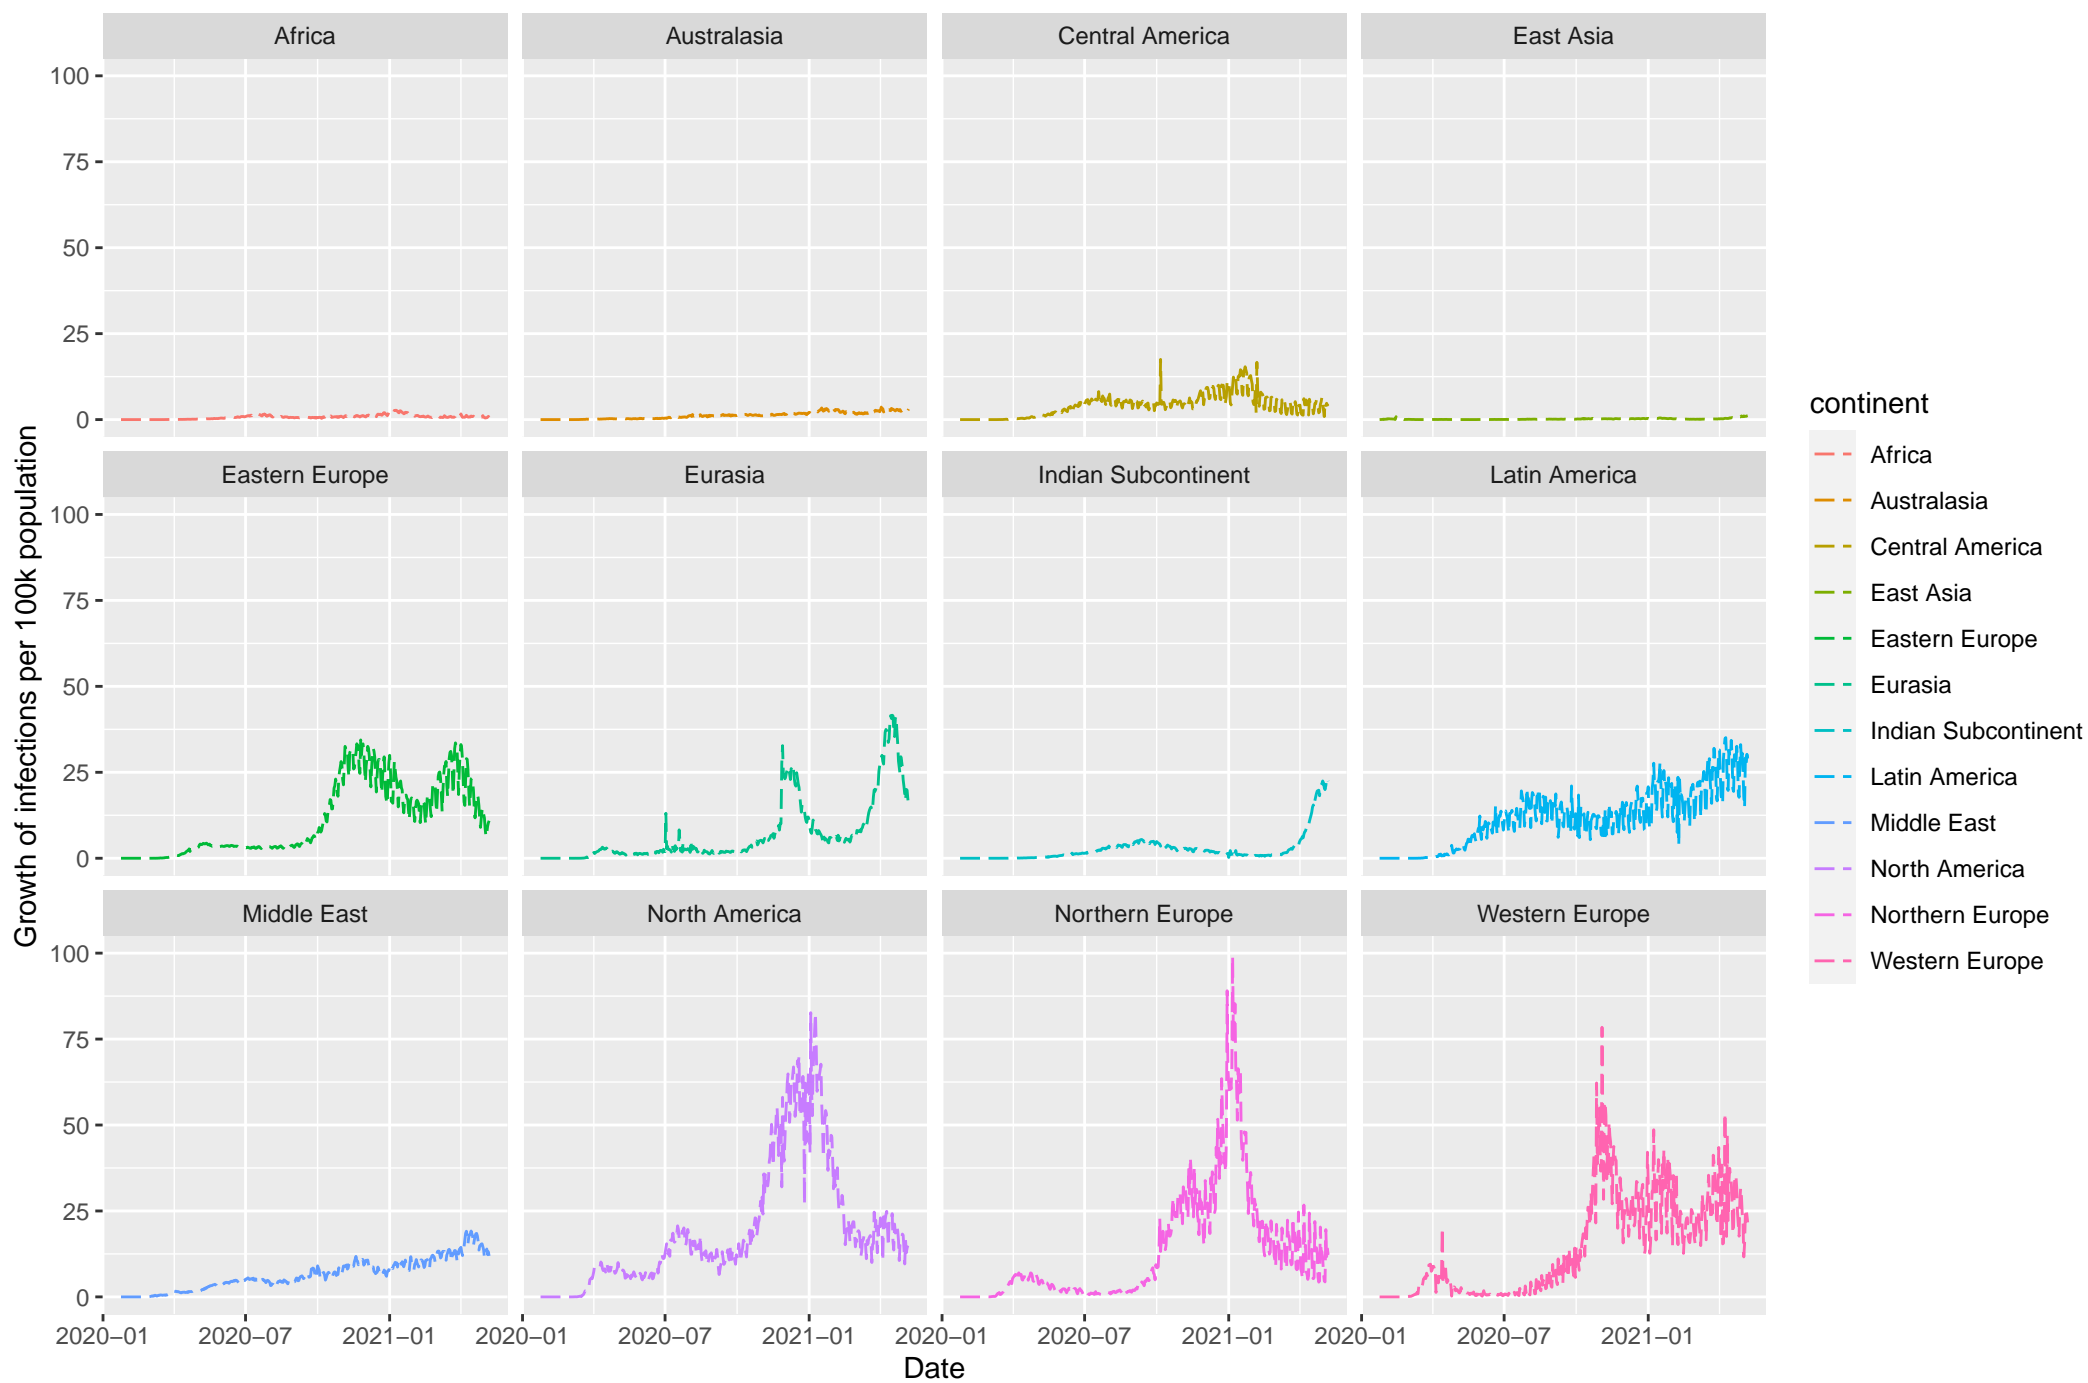 Africa
Australasia
Central America
East Asia
100
75
50
25
0
Eastern Europe
Eurasia
Indian Subcontinent
Latin America
100
75
50
25
0
Middle East
North America
Northern Europe
Western Europe
100
75
50
25
0
2020−01
2020−07
2021−01
2020−01
2020−07
2021−01
2020−01
2020−07
2021−01
2020−01
2020−07
2021−01
Date
Growth of infections per 100k population
continent
Africa
Australasia
Central America
East Asia
Eastern Europe
Eurasia
Indian Subcontinent
Latin America
Middle East
North America
Northern Europe
Western Europe